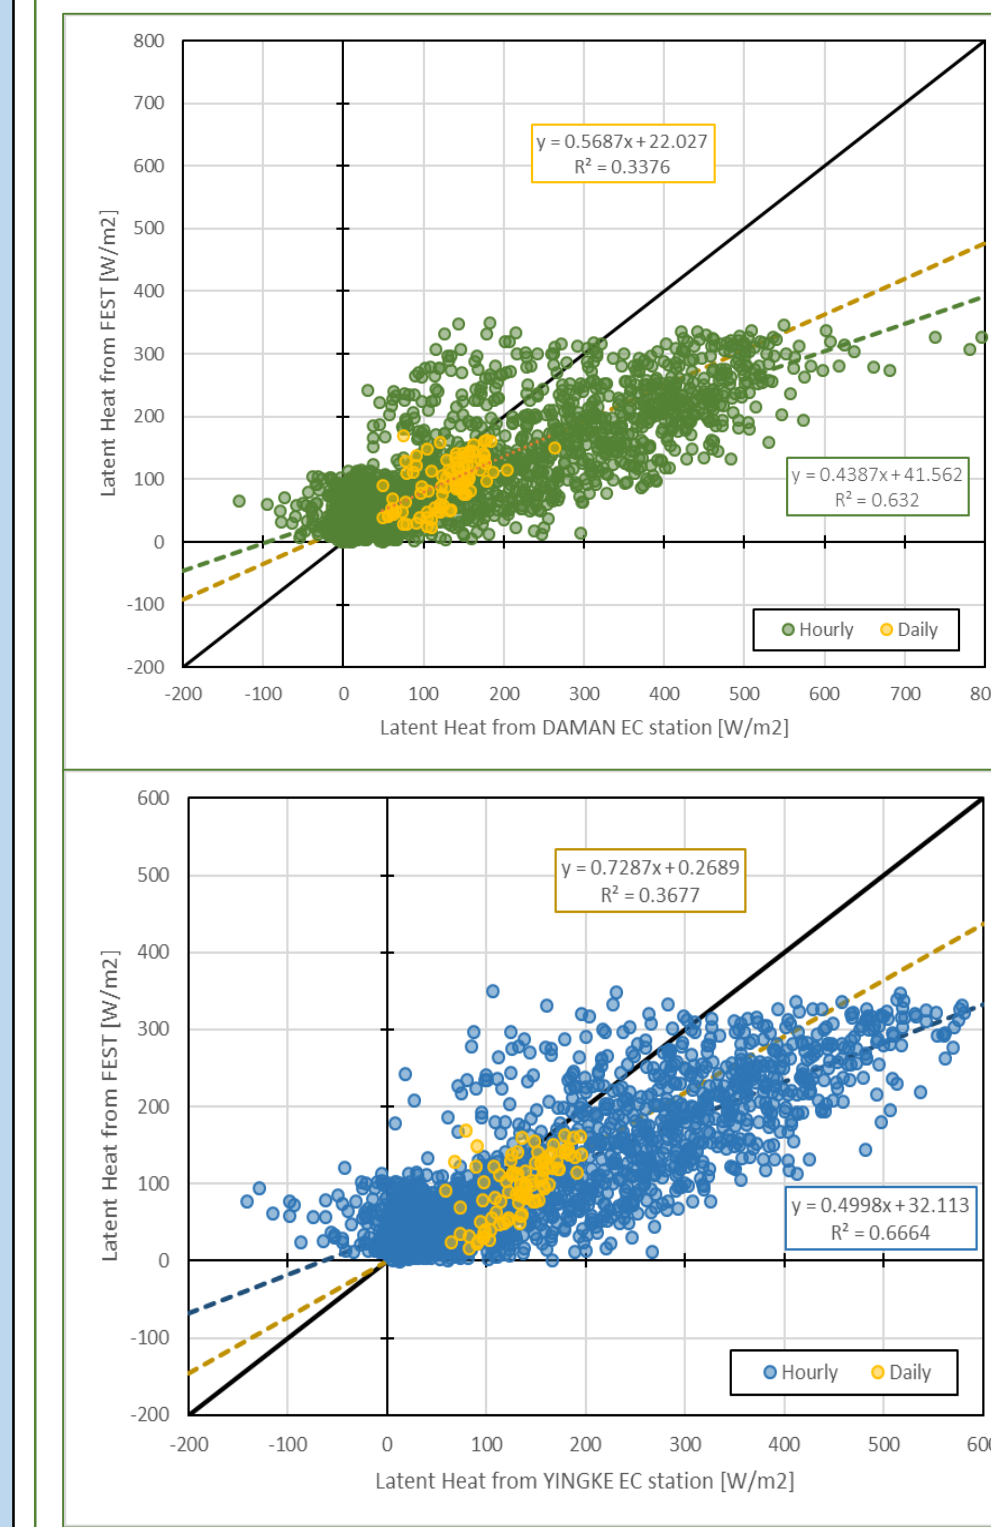 800
700
600
500
400
300
200
100
0
-100
-200
Latent Heat from FEST [W/m2]
y = 0.5687x + 22.027
R² = 0.3376
y = 0.4387x + 41.562
R² = 0.632
Hourly Daily
-200 -100 0 100 200 300 400 500 600 700 80
Latent Heat from DAMAN EC station [W/m2]
600
500
400
300
200
100
0
-100
-200
Latent Heat from FEST [W/m2]
y = 0.7287x + 0.2689
R² = 0.3677
y = 0.4998x + 32.113
R² = 0.6664
Hourly Daily
-200 -100 0 100 200 300 400 500 60
Latent Heat from YINGKE EC station [W/m2]